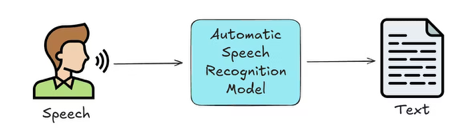 Automatic
Speech
Recognition
Model
Speech
Text